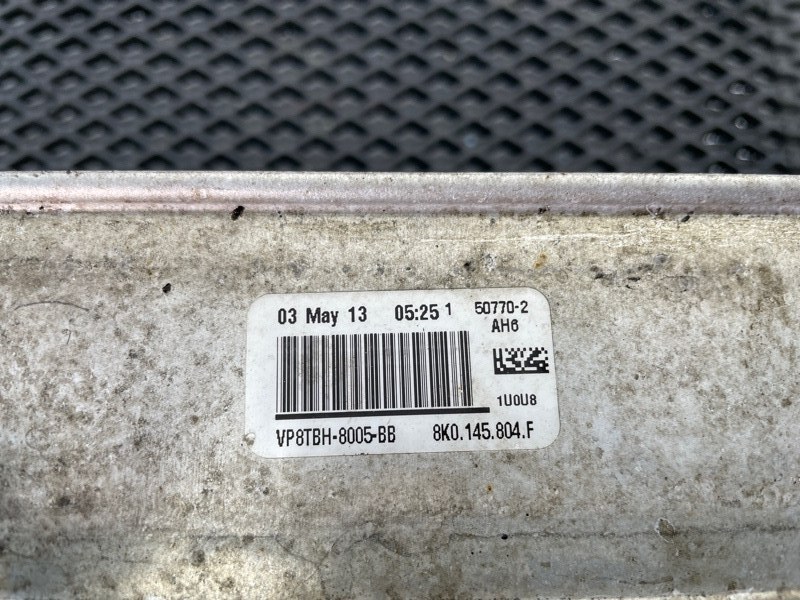 03 May 13 05:25 1 50770-2
AH6
1U0U8
VP8TBH-8005-BB 8K0.145.804.F